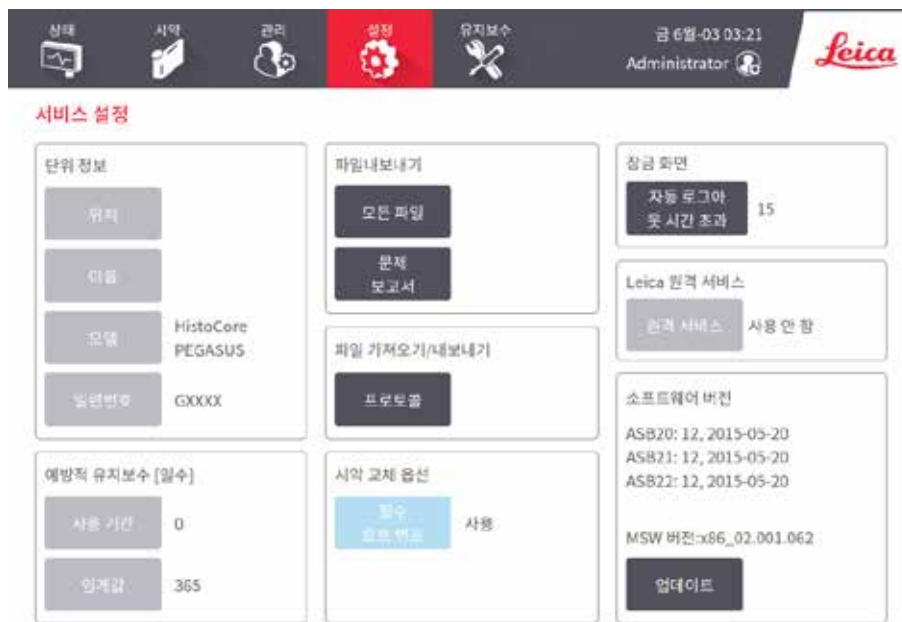 상태
시약
관리
설정
유지보수
금 6월-03 03:21
Administrator
Leica
서비스 설정
단위 정보
위치
이름
모델
HistoCore
PEGASUS
일련번호
GXXXX
예방적 유지보수 [일수]
사용 기간
0
임계값
365
파일내보내기
모든 파일
문제
보고서
파일 가져오기/내보내기
프로토콜
시약 교체 옵션
필수
로트 번호
사용
잠금 화면
자동 로그아
웃 시간 초과
15
Leica 원격 서비스
원격 서비스
사용 안 함
소프트웨어 버전
ASB20: 12, 2015-05-20
ASB21: 12, 2015-05-20
ASB22: 12, 2015-05-20
MSW 버전:x86_02.001.062
업데이트